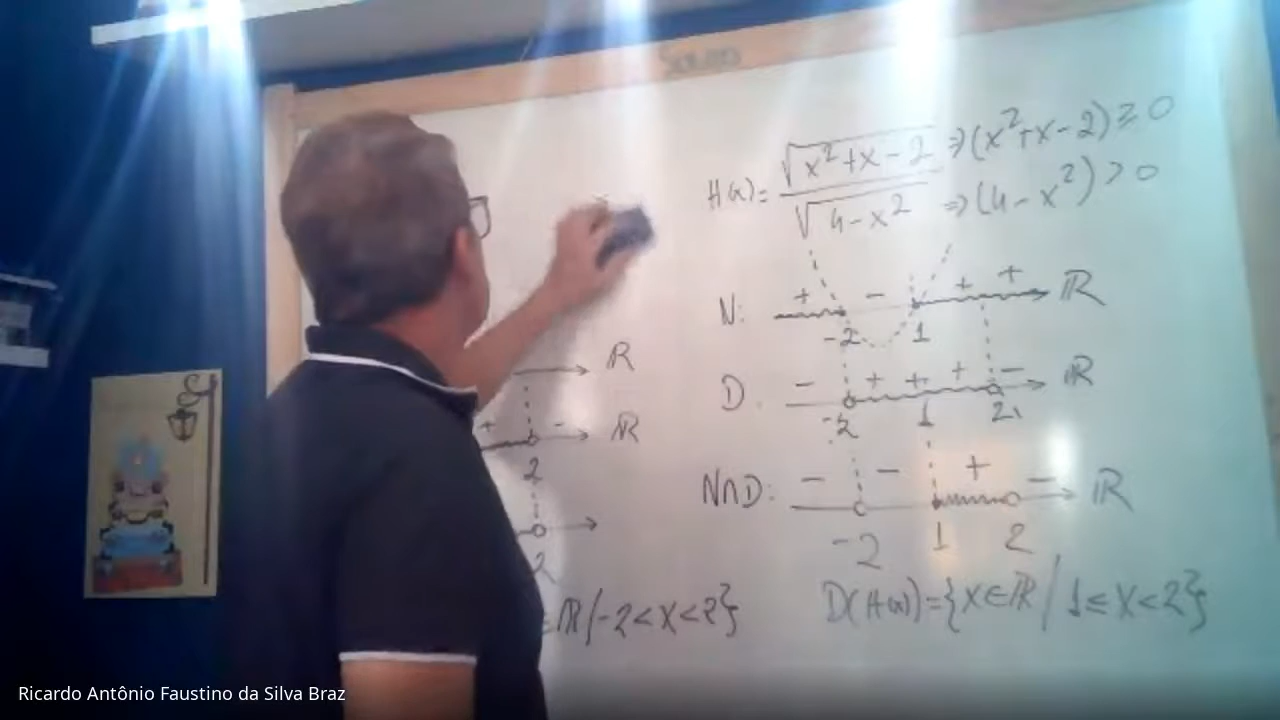 H(x)= √x²+x-2 / √4-x² ⇒ (x²+x-2) ≥ 0
⇒ (4-x²) > 0
N: + - + + ℝ
-2 1
D: - + + + - ℝ
-2 1 2
N∩D: - - + - ℝ
-2 1 2
D(H(x))={x∈ℝ/1≤x<2}
ℝ
+ - ℝ
2
2
∈ℝ/-2<x<2}
Ricardo Antônio Faustino da Silva Braz